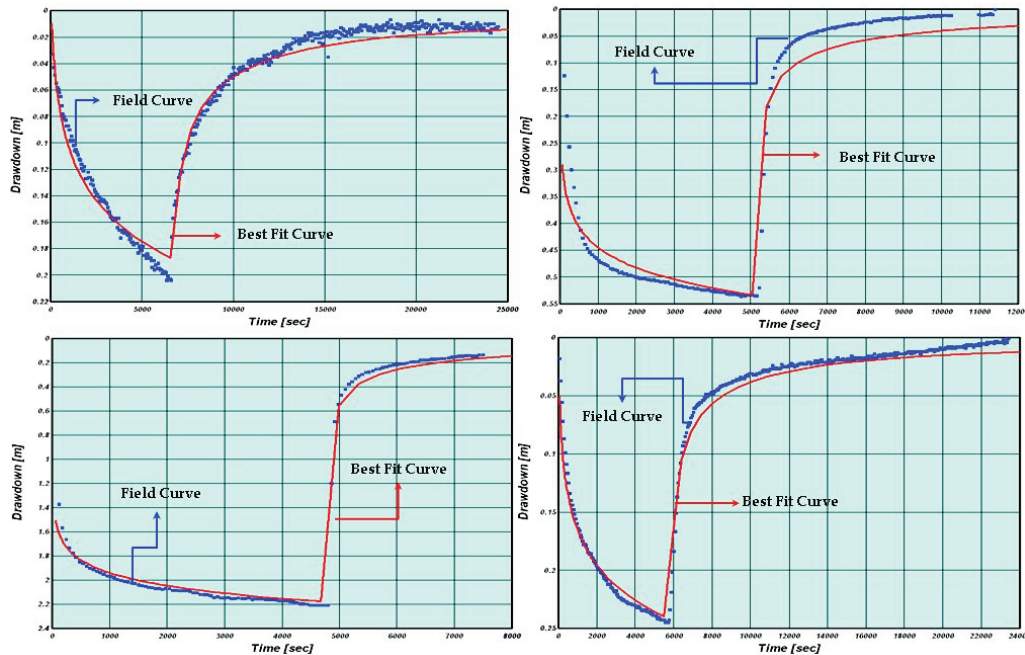 0
0.02
0.04
0.06
0.08
0.1
0.12
0.14
0.16
0.18
0.2
0.22
Drawdown [m]
Field Curve
Best Fit Curve
0 5000 10000 15000 20000 25000
Time [sec]
0
0.05
0.1
0.15
0.2
0.25
0.3
0.35
0.4
0.45
0.5
0.55
Drawdown [m]
Field Curve
Best Fit Curve
0 1000 2000 3000 4000 5000 6000 7000 8000 9000 10000 11000 1200
Time [sec]
0
0.2
0.4
0.6
0.8
1
1.2
1.4
1.6
1.8
2
2.2
2.4
Drawdown [m]
Field Curve
Best Fit Curve
0 1000 2000 3000 4000 5000 6000 7000 8000
Time [sec]
0
0.05
0.1
0.15
0.2
0.25
Drawdown [m]
Field Curve
Best Fit Curve
0 2000 4000 6000 8000 10000 12000 14000 16000 18000 20000 22000 2400
Time [sec]